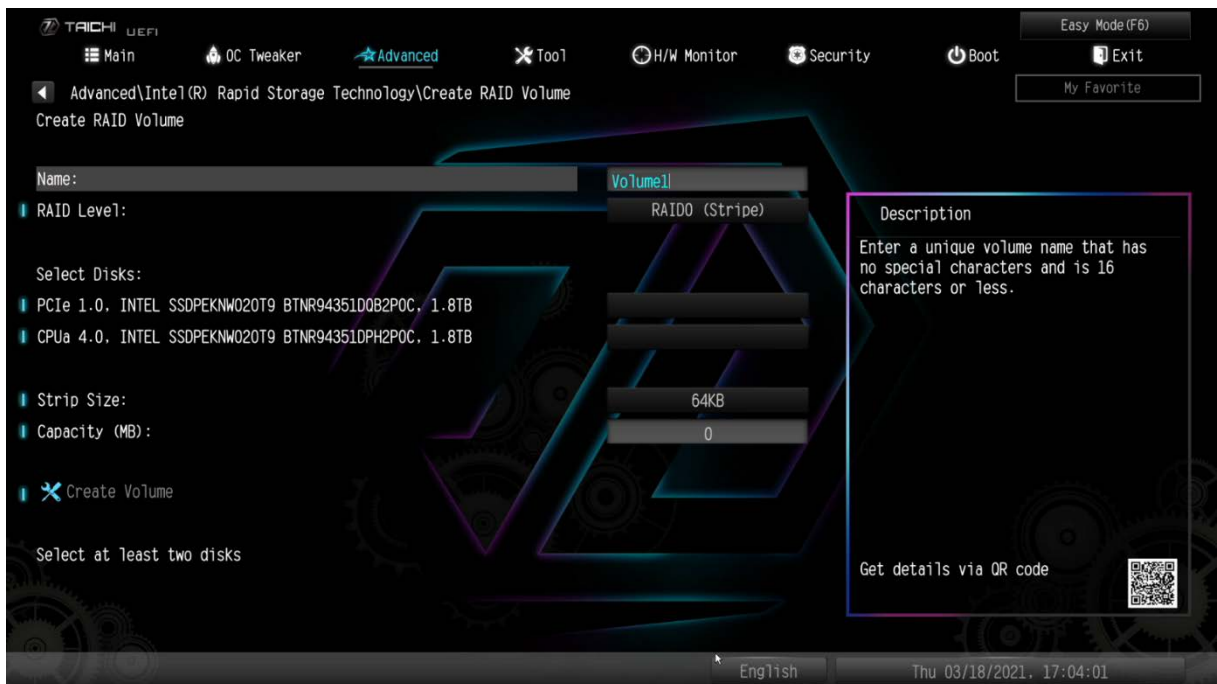 TAICHI UEFI
Easy Mode(F6)
Main OC Tweaker Advanced Tool H/W Monitor Security Boot Exit
Advanced\Intel(R) Rapid Storage Technology\Create RAID Volume
My Favorite
Create RAID Volume
Name: Volume1
RAID Level: RAID0 (Stripe)
Description
Enter a unique volume name that has
no special characters and is 16
characters or less.
Select Disks:
PCIe 1.0, INTEL SSDPEKNW020T9 BTNR94351DQB2P0C, 1.8TB
CPUa 4.0, INTEL SSDPEKNW020T9 BTNR94351DPH2P0C, 1.8TB
Strip Size: 64KB
Capacity (MB): 0
Create Volume
Select at least two disks
Get details via QR code
English
Thu 03/18/2021, 17:04:01